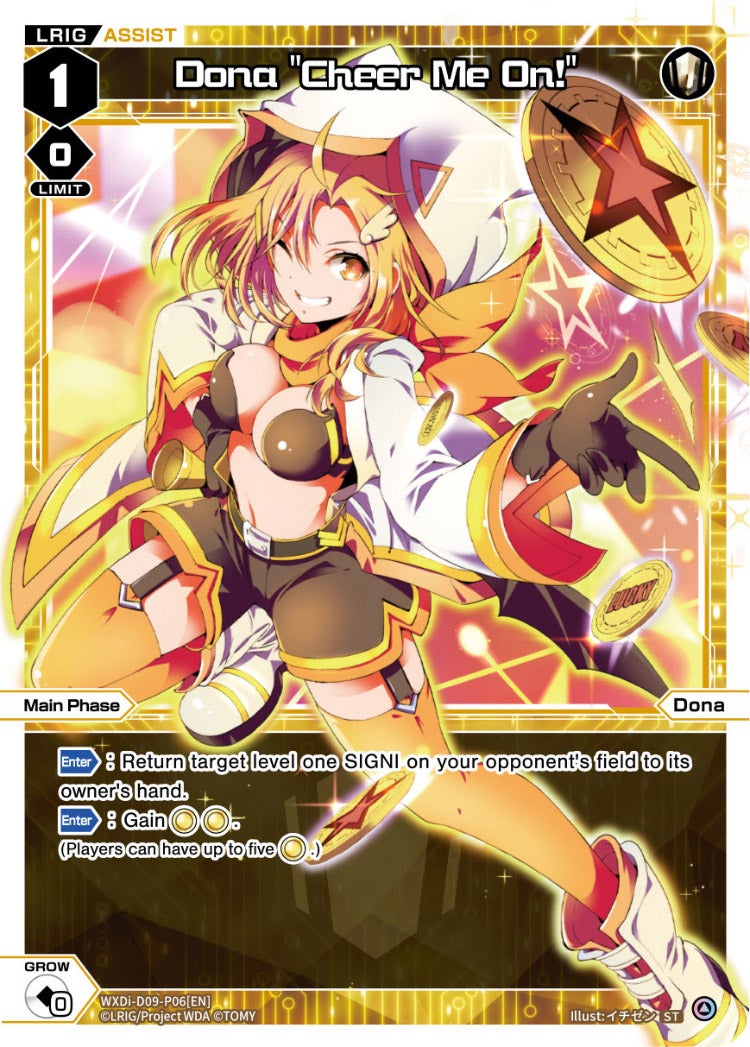 LRIG ASSIST
1
Dona "Cheer Me On!"
0
LIMIT
LUCKY
Main Phase
Dona
Enter : Return target level one SIGNI on your opponent's field to its
owner's hand.
Enter : Gain .
(Players can have up to five .)
GROW
0
WXDi-D09-P06[EN]
©LRIG/Project WDA ©TOMY
Illust:イチゼン ST